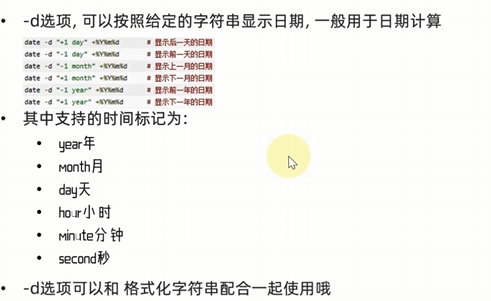 • -d选项, 可以按照给定的字符串显示日期, 一般用于日期计算
date -d "+1 day" +%Y%m%d # 显示后一天的日期
date -d "-1 day" +%Y%m%d # 显示前一天的日期
date -d "-1 month" +%Y%m%d # 显示上一月的日期
date -d "+1 month" +%Y%m%d # 显示下一月的日期
date -d "-1 year" +%Y%m%d # 显示前一年的日期
date -d "+1 year" +%Y%m%d # 显示下一年的日期
• 其中支持的时间标记为:
• year年
• month月
• day天
• hour小时
• minute分钟
• second秒
• -d选项可以和 格式化字符串配合一起使用哦